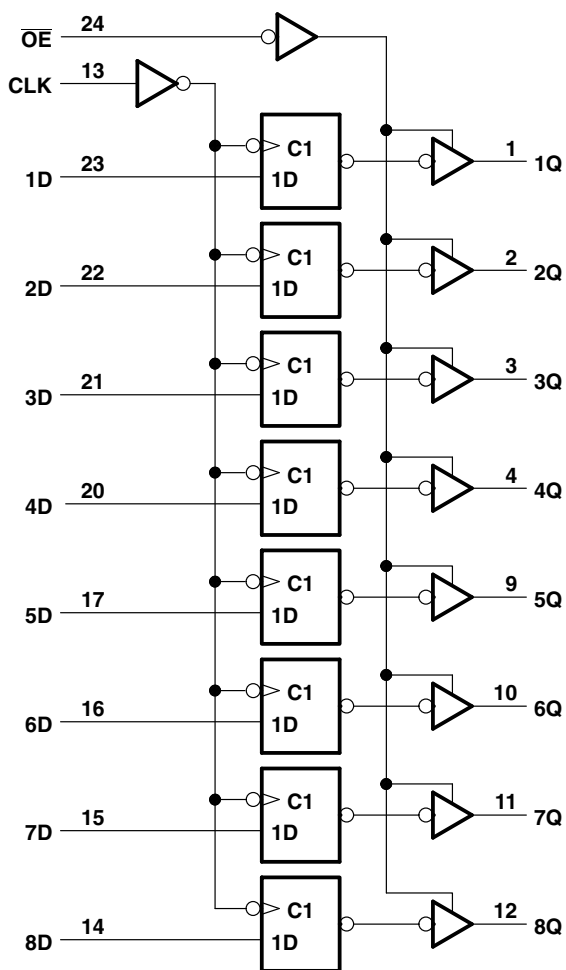 OE 24
CLK 13
C1 1
1D 23 1D 1Q
C1 2
2D 22 1D 2Q
C1 3
3D 21 1D 3Q
C1 4
4D 20 1D 4Q
C1 9
5D 17 1D 5Q
C1 10
6D 16 1D 6Q
C1 11
7D 15 1D 7Q
C1 12
8D 14 1D 8Q